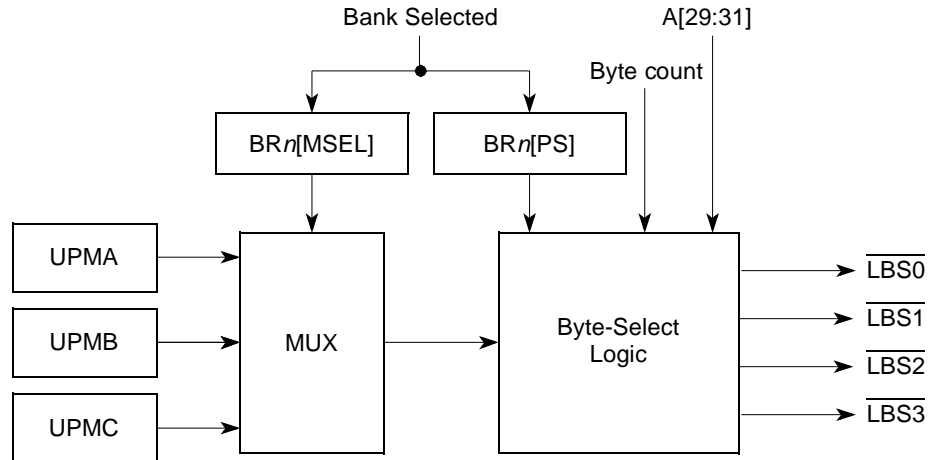 Bank Selected
A[29:31]
Byte count
BRn[MSEL]
BRn[PS]
UPMA
UPMB
UPMC
MUX
Byte-Select
Logic
LBS0
LBS1
LBS2
LBS3